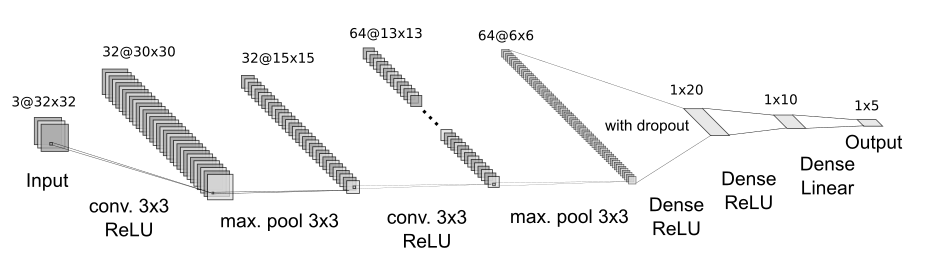 3@32x32
Input
32@30x30
conv. 3x3
ReLU
32@15x15
max. pool 3x3
64@13x13
conv. 3x3
ReLU
64@6x6
max. pool 3x3
with dropout
1x20
Dense
ReLU
1x10
Dense
ReLU
1x5
Output
Dense
Linear